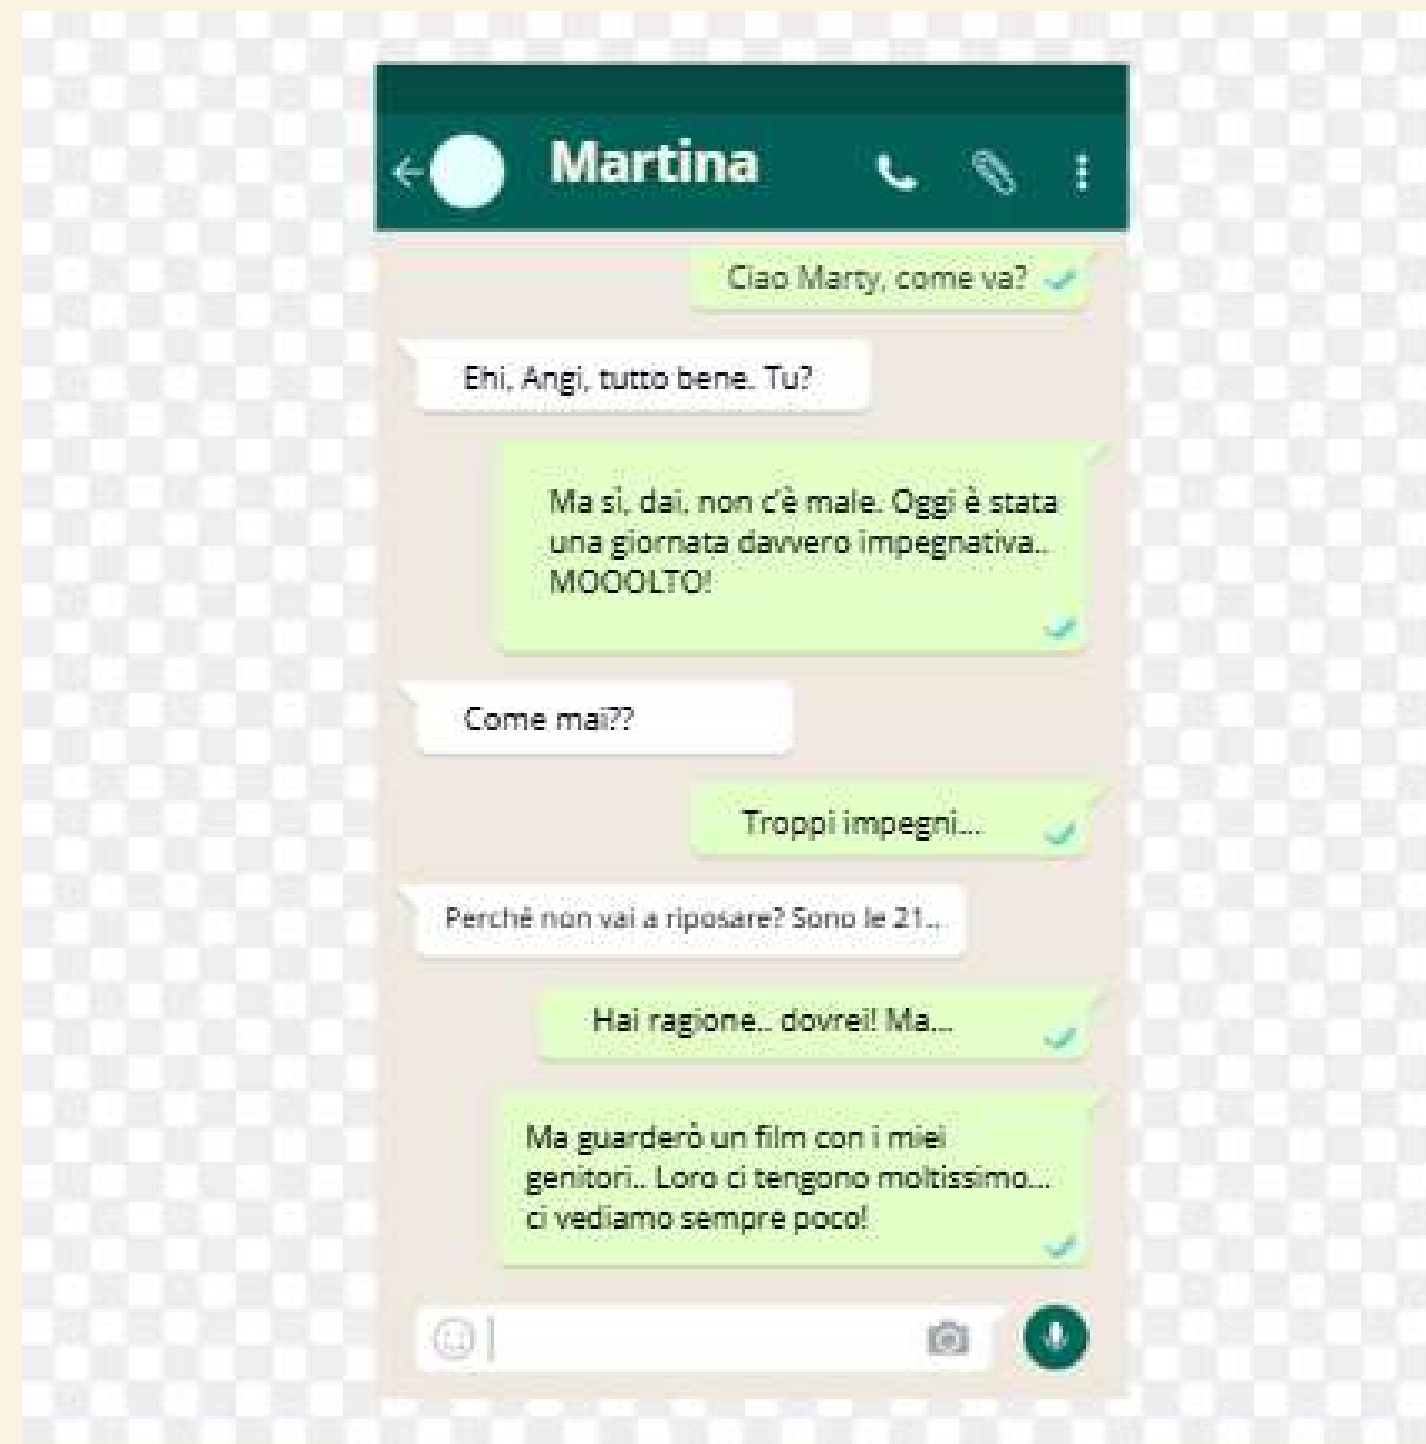 Martina
Ciao Marty, come va?
Ehi, Angi, tutto bene. Tu?
Ma sì, dai, non c'è male. Oggi è stata
una giornata davvero impegnativa..
MOOOLTO!
Come mai??
Troppi impegni...
Perché non vai a riposare? Sono le 21..
Hai ragione.. dovrei! Ma...
Ma guarderò un film con i miei
genitori.. Loro ci tengono moltissimo...
ci vediamo sempre poco!